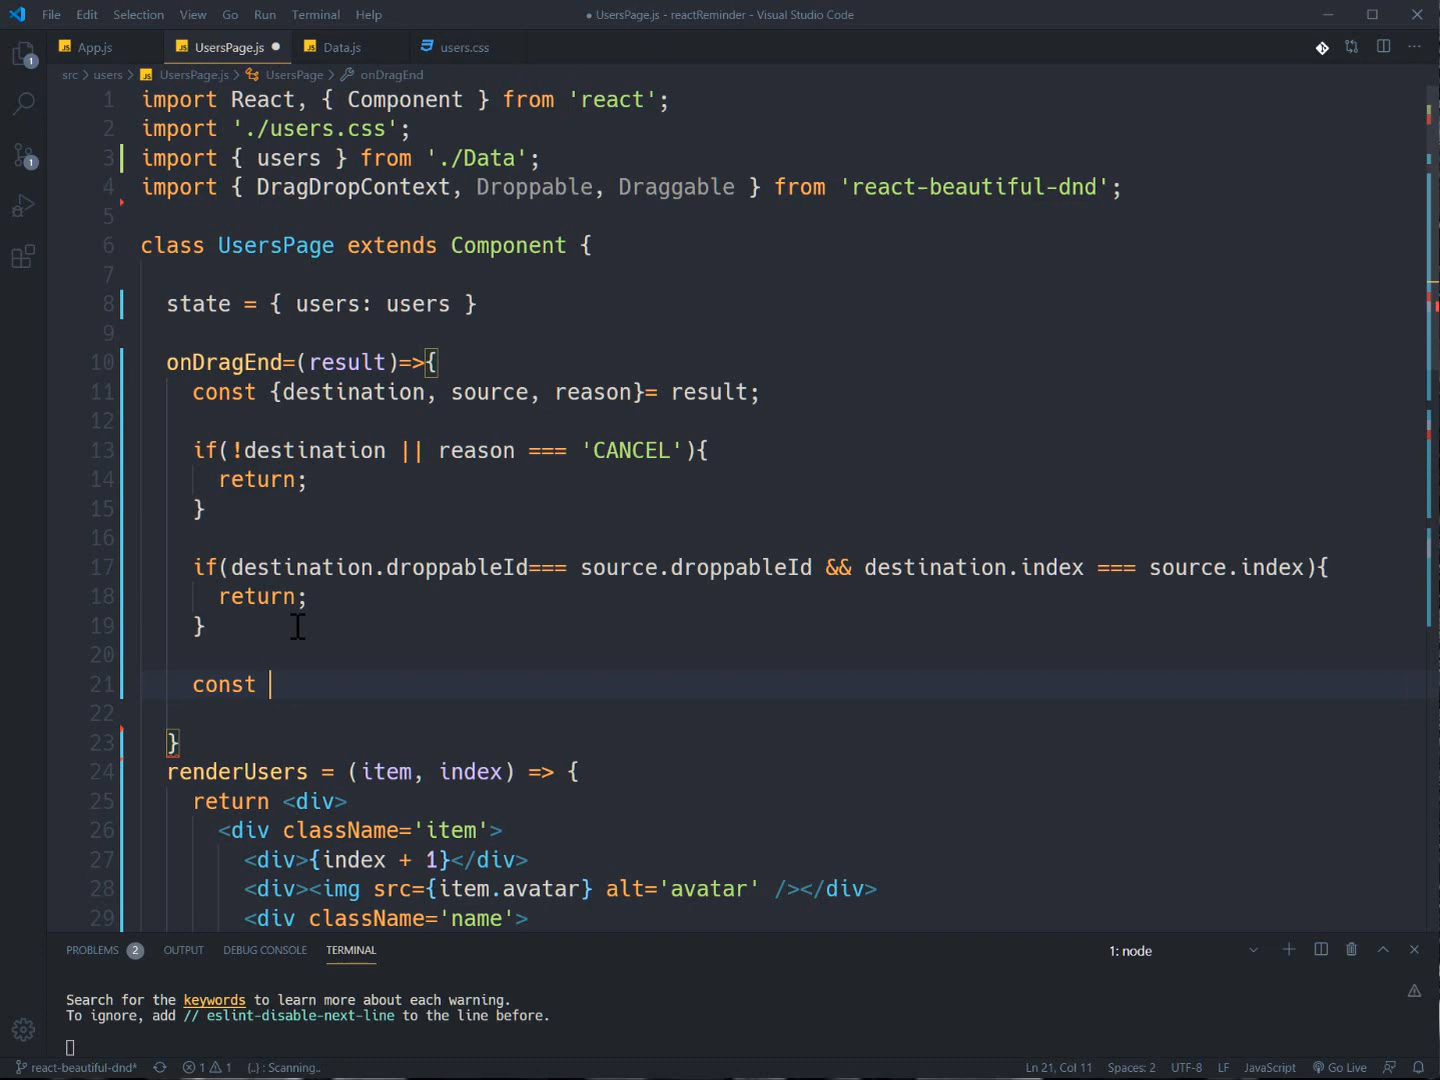 File Edit Selection View Go Run Terminal Help ● UsersPage.js - reactReminder - Visual Studio Code
JS App.js JS UsersPage.js ● JS Data.js users.css
src > users > JS UsersPage.js > UsersPage > onDragEnd
1 import React, { Component } from 'react';
2 import './users.css';
3 import { users } from './Data';
4 import { DragDropContext, Droppable, Draggable } from 'react-beautiful-dnd';
5
6 class UsersPage extends Component {
7
8 state = { users: users }
9
10 onDragEnd=(result)=>{
11 const {destination, source, reason}= result;
12
13 if(!destination || reason === 'CANCEL'){
14 return;
15 }
16
17 if(destination.droppableId=== source.droppableId && destination.index === source.index){
18 return;
19 }
20
21 const
22
23 }
24 renderUsers = (item, index) => {
25 return <div>
26 <div className='item'>
27 <div>{index + 1}</div>
28 <div><img src={item.avatar} alt='avatar' /></div>
29 <div className='name'>
PROBLEMS 2 OUTPUT DEBUG CONSOLE TERMINAL 1: node
Search for the keywords to learn more about each warning.
To ignore, add // eslint-disable-next-line to the line before.
react-beautiful-dnd* 1 1 {..} : Scanning.. Ln 21, Col 11 Spaces: 2 UTF-8 LF JavaScript Go Live